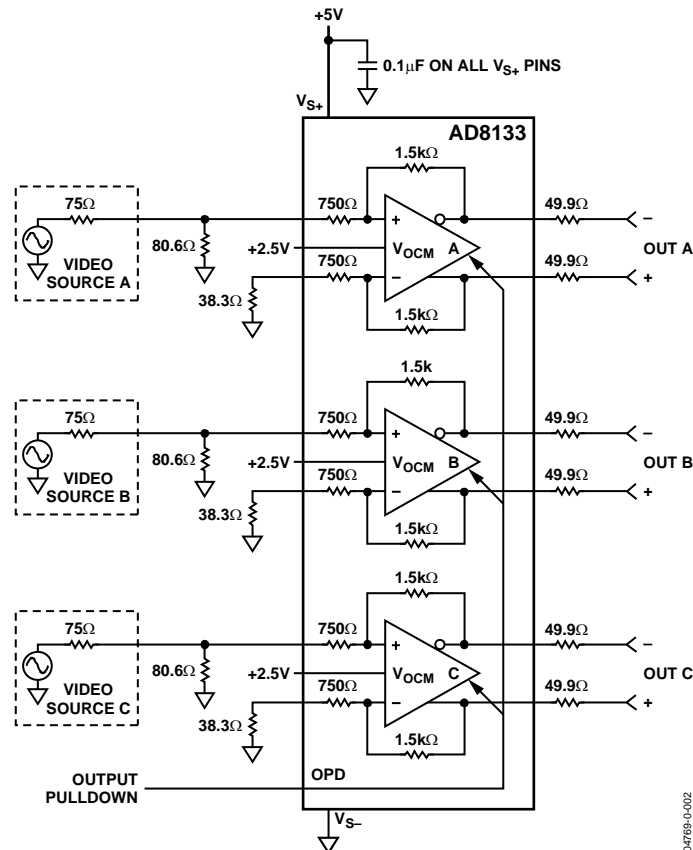 +5V
0.1μF ON ALL VS+ PINS
VS+
AD8133
1.5kΩ
75Ω
750Ω
49.9Ω
+
−
80.6Ω
+2.5V
VOCM
A
OUT A
VIDEO
SOURCE A
750Ω
49.9Ω
−
+
38.3Ω
1.5kΩ
1.5k
75Ω
750Ω
49.9Ω
+
−
80.6Ω
+2.5V
VOCM
B
OUT B
VIDEO
SOURCE B
750Ω
49.9Ω
−
+
38.3Ω
1.5kΩ
1.5kΩ
75Ω
750Ω
49.9Ω
+
−
80.6Ω
+2.5V
VOCM
C
OUT C
VIDEO
SOURCE C
750Ω
49.9Ω
−
+
38.3Ω
1.5kΩ
OUTPUT
PULLDOWN
OPD
VS−
04769-0-002